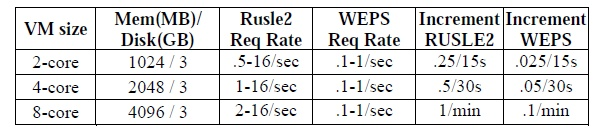 VM size Mem(MB)/ Disk(GB) Rusle2 Req Rate WEPS Req Rate Increment RUSLE2 Increment WEPS
2-core 1024 / 3 .5-16/sec .1-1/sec .25/15s .025/15s
4-core 2048 / 3 1-16/sec .1-1/sec .5/30s .05/30s
8-core 4096 / 3 2-16/sec .1-1/sec 1/min .1/min